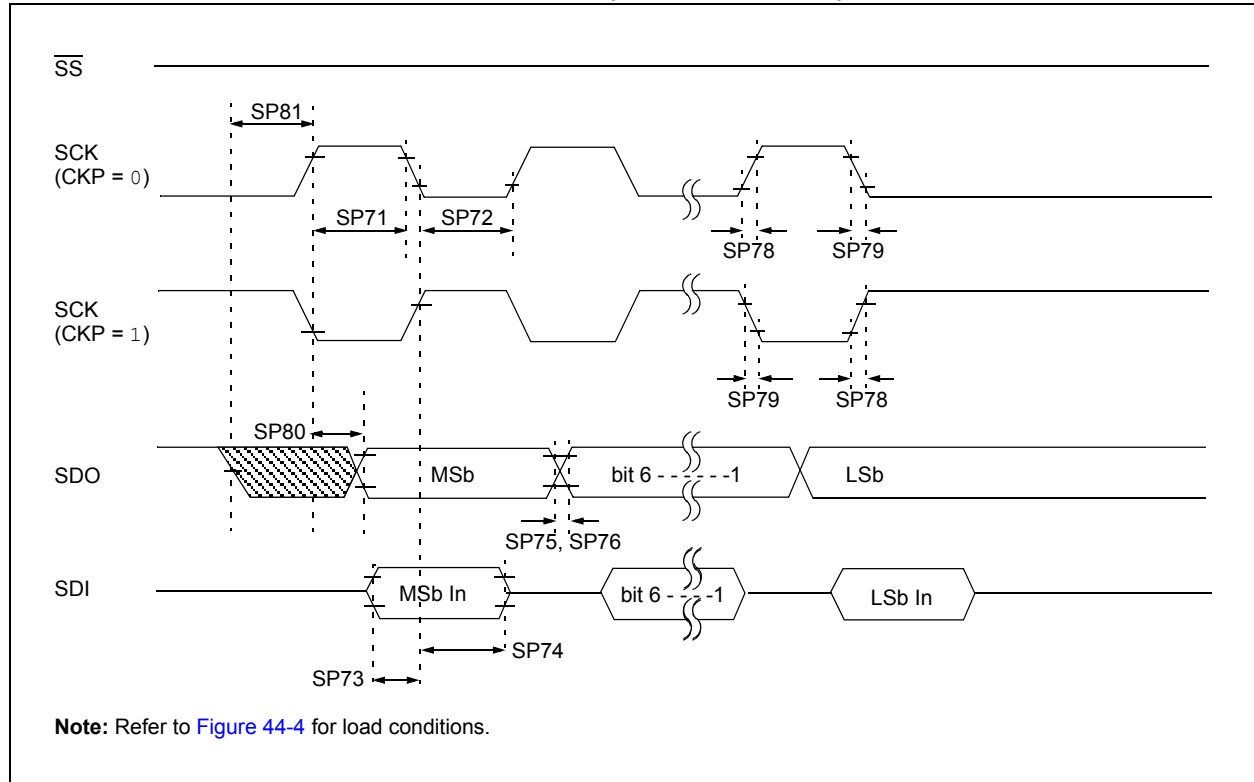 SS
SP81
SCK
(CKP = 0)
SP71
SP72
SP78
SP79
SCK
(CKP = 1)
SP79
SP78
SP80
SDO
MSb
bit 6 - - - - - -1
LSb
SP75, SP76
SDI
MSb In
bit 6 - - - - -1
LSb In
SP74
SP73
Note: Refer to Figure 44-4 for load conditions.